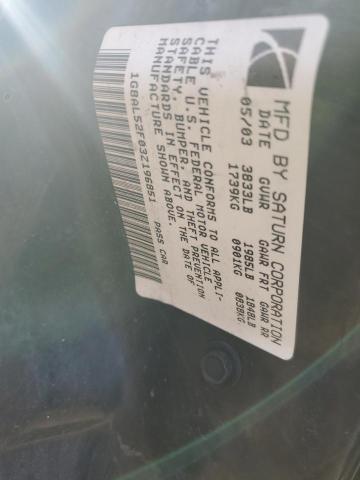 MFD BY SATURN CORPORATION
DATE GVWR GAWR FRT GAWR RR
05/03 3833LB 1985LB 1848LB
1739KG 0901KG 0838KG
THIS VEHICLE CONFORMS TO ALL APPLI-
CABLE U.S. FEDERAL MOTOR VEHICLE
SAFETY, BUMPER, AND THEFT PREVENTION
STANDARDS IN EFFECT ON THE DATE OF
MANUFACTURE SHOWN ABOVE.
1G8AL52F03Z196851 PASS CAR